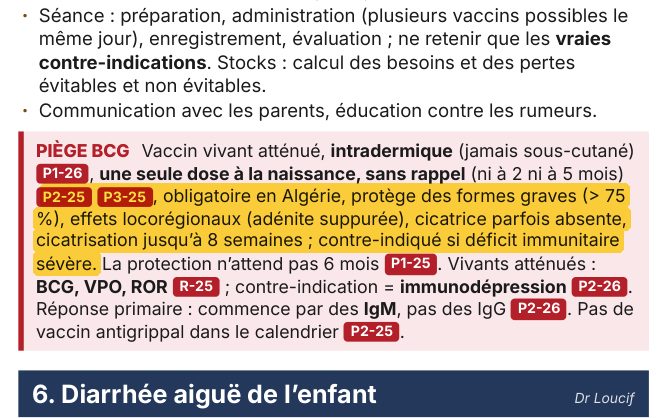 · Séance : préparation, administration (plusieurs vaccins possibles le
même jour), enregistrement, évaluation ; ne retenir que les vraies
contre-indications. Stocks : calcul des besoins et des pertes
évitables et non évitables.
· Communication avec les parents, éducation contre les rumeurs.
PIÈGE BCG Vaccin vivant atténué, intradermique (jamais sous-cutané)
P1-26 , une seule dose à la naissance, sans rappel (ni à 2 ni à 5 mois)
P2-25 P3-25 , obligatoire en Algérie, protège des formes graves (> 75
%), effets locorégionaux (adénite suppurée), cicatrice parfois absente,
cicatrisation jusqu’à 8 semaines ; contre-indiqué si déficit immunitaire
sévère. La protection n’attend pas 6 mois P1-25 . Vivants atténués :
BCG, VPO, ROR R-25 ; contre-indication = immunodépression P2-26 .
Réponse primaire : commence par des IgM, pas des IgG P2-26 . Pas de
vaccin antigrippal dans le calendrier P2-25 .
6. Diarrhée aiguë de l’enfant
Dr Loucif